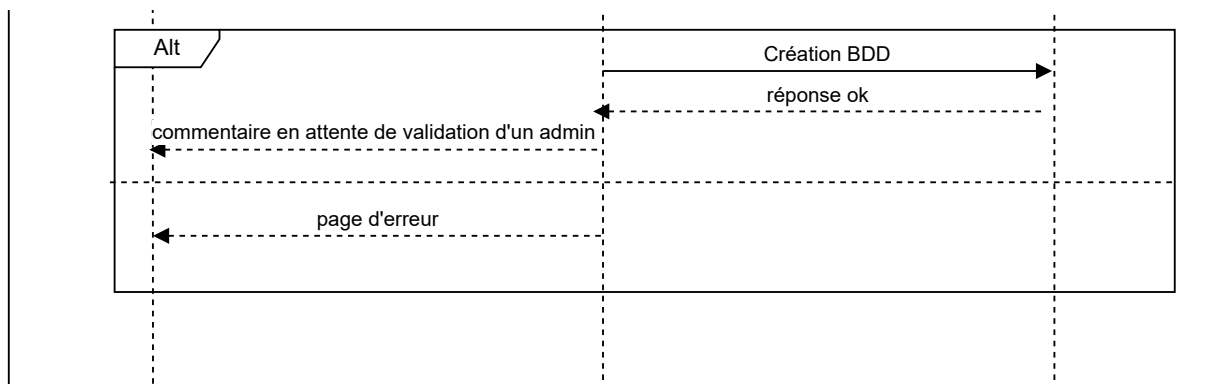 Alt
Création BDD
réponse ok
commentaire en attente de validation d'un admin
page d'erreur